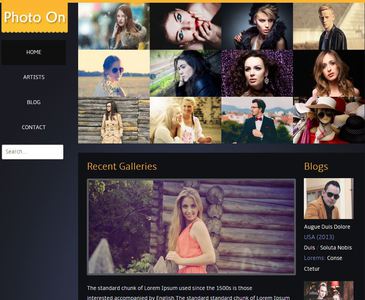 Photo On
HOME
ARTISTS
BLOG
CONTACT
Search...
Recent Galleries
The standard chunk of Lorem Ipsum used since the 1500s is those
interested accompanied by English The standard standard chunk of Lorem Ipsum
Blogs
Augue Duis Dolore
USA (2013)
Duis : Soluta Nobis
Lorems: Conse
Ctetur